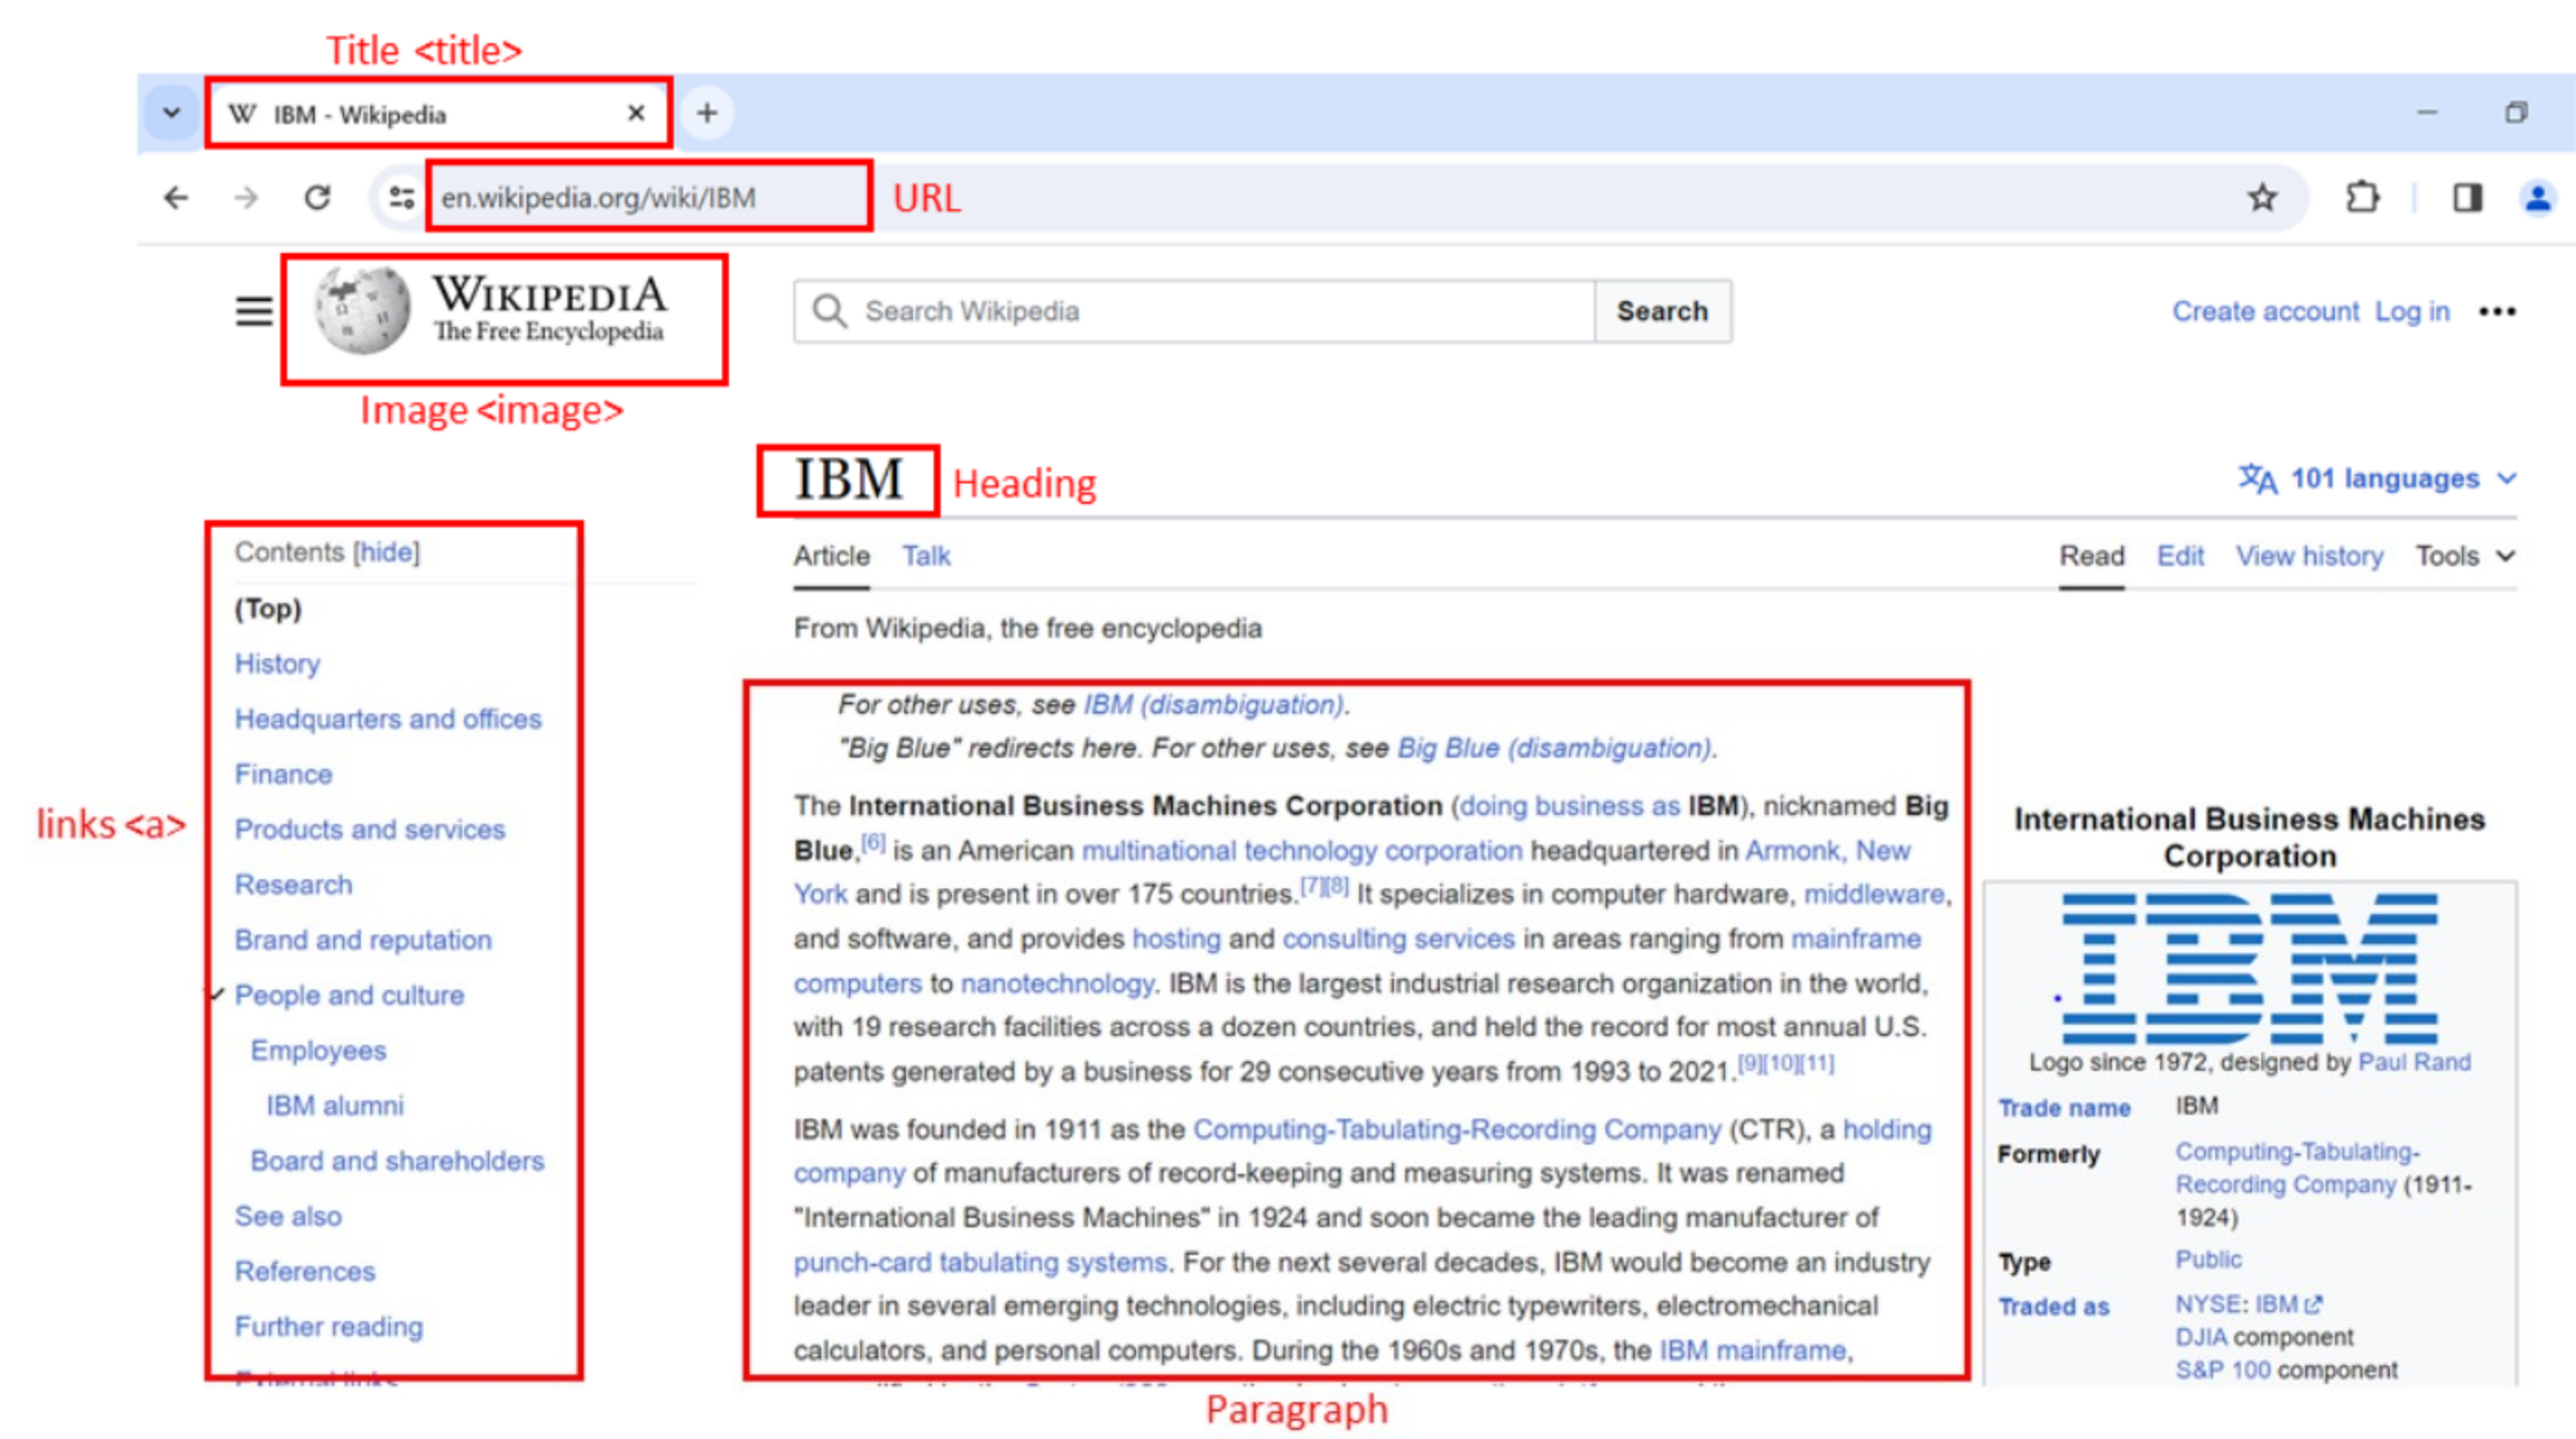 Title <title>
IBM - Wikipedia
en.wikipedia.org/wiki/IBM
URL
WIKIPEDIA
The Free Encyclopedia
Search Wikipedia
Search
Create account Log in
Image <image>
IBM
Heading
101 languages
Contents [hide]
(Top)
History
Headquarters and offices
Finance
Products and services
Research
Brand and reputation
People and culture
Employees
IBM alumni
Board and shareholders
See also
References
Further reading
External links
links <a>
Article Talk
Read Edit View history Tools
From Wikipedia, the free encyclopedia
For other uses, see IBM (disambiguation).
"Big Blue" redirects here. For other uses, see Big Blue (disambiguation).
The International Business Machines Corporation (doing business as IBM), nicknamed Big
Blue,[6] is an American multinational technology corporation headquartered in Armonk, New
York and is present in over 175 countries.[7][8] It specializes in computer hardware, middleware,
and software, and provides hosting and consulting services in areas ranging from mainframe
computers to nanotechnology. IBM is the largest industrial research organization in the world,
with 19 research facilities across a dozen countries, and held the record for most annual U.S.
patents generated by a business for 29 consecutive years from 1993 to 2021.[9][10][11]
IBM was founded in 1911 as the Computing-Tabulating-Recording Company (CTR), a holding
company of manufacturers of record-keeping and measuring systems. It was renamed
"International Business Machines" in 1924 and soon became the leading manufacturer of
punch-card tabulating systems. For the next several decades, IBM would become an industry
leader in several emerging technologies, including electric typewriters, electromechanical
calculators, and personal computers. During the 1960s and 1970s, the IBM mainframe,
Paragraph
International Business Machines
Corporation
IBM
Logo since 1972, designed by Paul Rand
Trade name IBM
Formerly Computing-Tabulating-
Recording Company (1911-
1924)
Type Public
Traded as NYSE: IBM
DJIA component
S&P 100 component